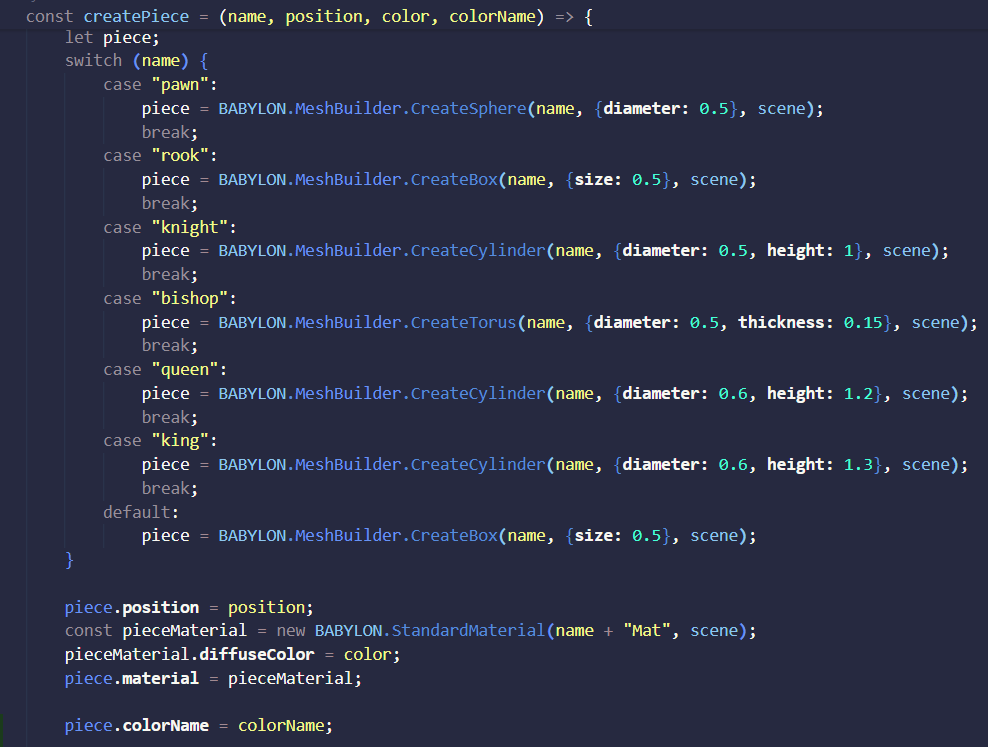 const createPiece = (name, position, color, colorName) => {
    let piece;
    switch (name) {
        case "pawn":
            piece = BABYLON.MeshBuilder.CreateSphere(name, {diameter: 0.5}, scene);
            break;
        case "rook":
            piece = BABYLON.MeshBuilder.CreateBox(name, {size: 0.5}, scene);
            break;
        case "knight":
            piece = BABYLON.MeshBuilder.CreateCylinder(name, {diameter: 0.5, height: 1}, scene);
            break;
        case "bishop":
            piece = BABYLON.MeshBuilder.CreateTorus(name, {diameter: 0.5, thickness: 0.15}, scene);
            break;
        case "queen":
            piece = BABYLON.MeshBuilder.CreateCylinder(name, {diameter: 0.6, height: 1.2}, scene);
            break;
        case "king":
            piece = BABYLON.MeshBuilder.CreateCylinder(name, {diameter: 0.6, height: 1.3}, scene);
            break;
        default:
            piece = BABYLON.MeshBuilder.CreateBox(name, {size: 0.5}, scene);
    }

    piece.position = position;
    const pieceMaterial = new BABYLON.StandardMaterial(name + "Mat", scene);
    pieceMaterial.diffuseColor = color;
    piece.material = pieceMaterial;

    piece.colorName = colorName;